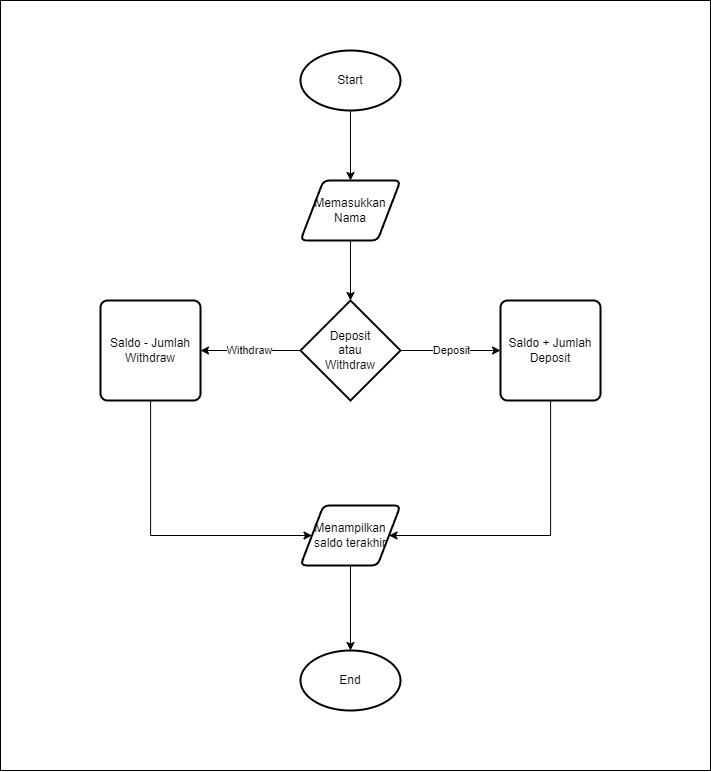 Start
Memasukkan
Nama
Deposit
atau
Withdraw
Withdraw
Deposit
Saldo - Jumlah
Withdraw
Saldo + Jumlah
Deposit
Menampilkan
saldo terakhir
End